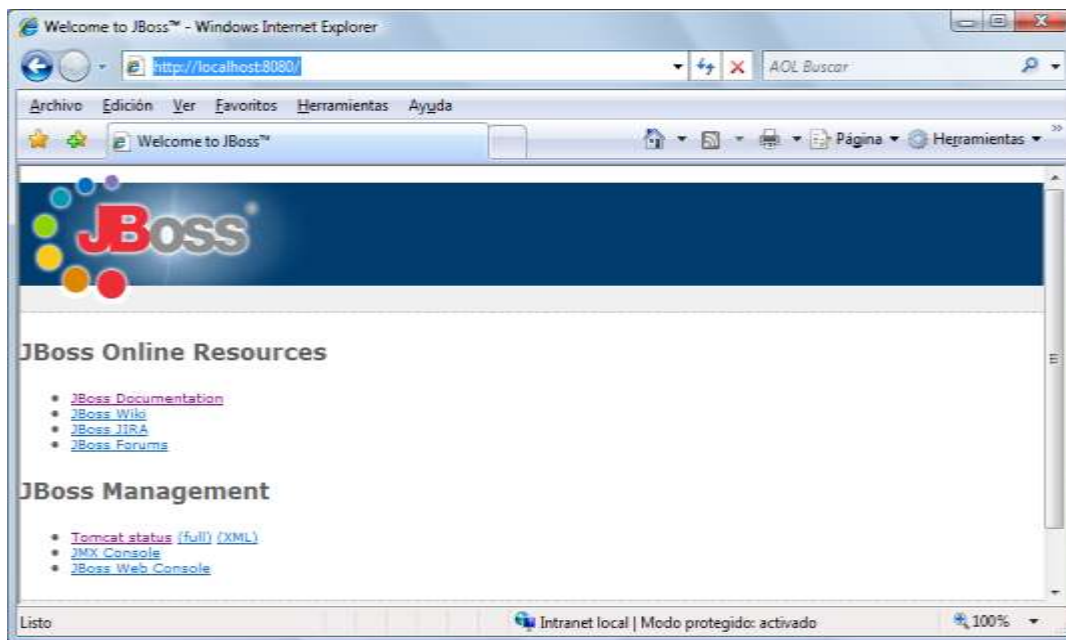 Welcome to JBoss™ - Windows Internet Explorer
http://localhost:8080/
AOL Buscar
Archivo Edición Ver Favoritos Herramientas Ayuda
Welcome to JBoss™ Página Herramientas »
JBoss®
JBoss Online Resources
JBoss Documentation
JBoss Wiki
JBoss JIRA
JBoss Forums
JBoss Management
Tomcat status (full) (XML)
JMX Console
JBoss Web Console
Listo Intranet local | Modo protegido: activado 100%